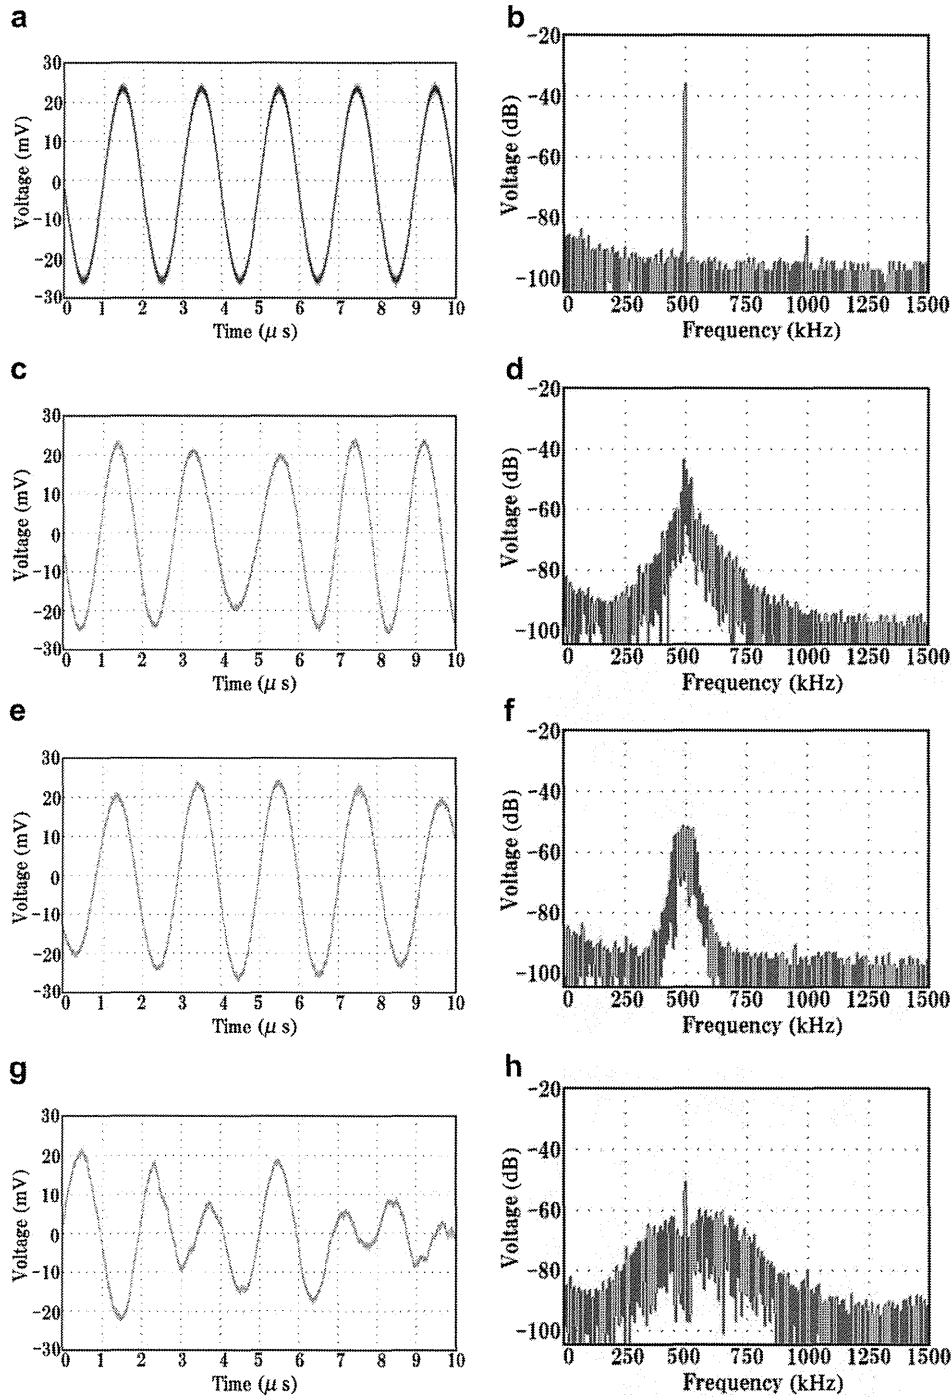 a
b
30
20
10
0
-10
-20
-30
Voltage (mV)
0 1 2 3 4 5 6 7 8 9 10
Time (μ s)
-20
-40
-60
-80
-100
Voltage (dB)
0 250 500 750 1000 1250 1500
Frequency (kHz)
c
d
30
20
10
0
-10
-20
-30
Voltage (mV)
0 1 2 3 4 5 6 7 8 9 10
Time (μ s)
-20
-40
-60
-80
-100
Voltage (dB)
0 250 500 750 1000 1250 1500
Frequency (kHz)
e
f
30
20
10
0
-10
-20
-30
Voltage (mV)
0 1 2 3 4 5 6 7 8 9 10
Time (μ s)
-20
-40
-60
-80
-100
Voltage (dB)
0 250 500 750 1000 1250 1500
Frequency (kHz)
g
h
30
20
10
0
-10
-20
-30
Voltage (mV)
0 1 2 3 4 5 6 7 8 9 10
Time (μ s)
-20
-40
-60
-80
-100
Voltage (dB)
0 250 500 750 1000 1250 1500
Frequency (kHz)